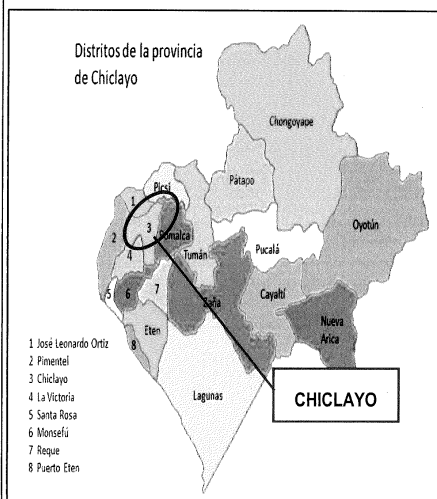 Distritos de la provincia
de Chiclayo
Chongoyape
Picsi
Pátapo
1
Oyotún
3
Pomalca
2
Pucalá
4
Tumán
5
6
7
Zaña
Cayaltí
Nueva
Arica
Eten
8
1 José Leonardo Ortiz
2 Pimentel
3 Chiclayo
4 La Victoria
5 Santa Rosa
6 Monsefú
7 Reque
8 Puerto Eten
Lagunas
CHICLAYO